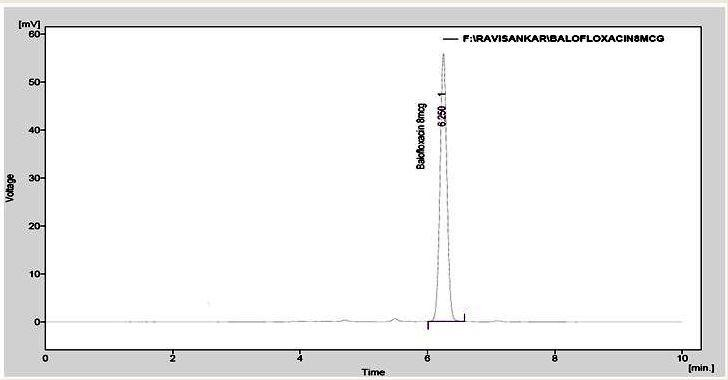 [mV]
60
F:\RAVISANKAR\BALOFLOXACIN8MCG
50
40
30
20
10
0
Voltage
Balofloxacin 8mcg
6.250 1
0 2 4 6 8 10
Time
[min.]